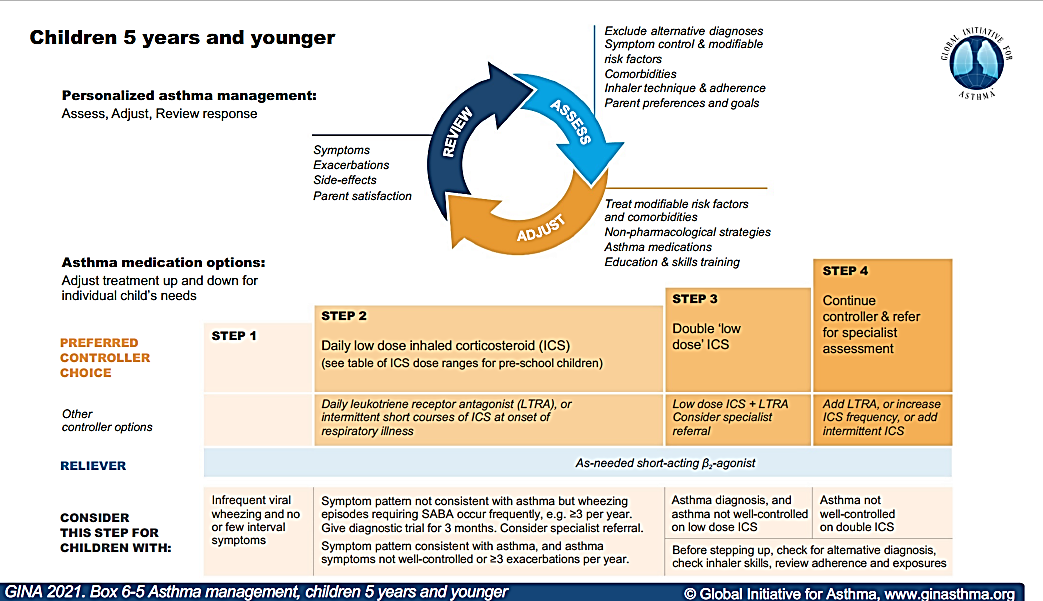 Children 5 years and younger
Exclude alternative diagnoses
Symptom control & modifiable
risk factors
Comorbidities
Inhaler technique & adherence
Parent preferences and goals
GLOBAL INITIATIVE FOR
ASTHMA
Personalized asthma management:
Assess, Adjust, Review response
REVIEW
ASSESS
ADJUST
Symptoms
Exacerbations
Side-effects
Parent satisfaction
Treat modifiable risk factors
and comorbidities
Non-pharmacological strategies
Asthma medications
Education & skills training
Asthma medication options:
Adjust treatment up and down for
individual child's needs
PREFERRED
CONTROLLER
CHOICE
STEP 1
STEP 2
Daily low dose inhaled corticosteroid (ICS)
(see table of ICS dose ranges for pre-school children)
STEP 3
Double 'low
dose' ICS
STEP 4
Continue
controller & refer
for specialist
assessment
Other
controller options
Daily leukotriene receptor antagonist (LTRA), or
intermittent short courses of ICS at onset of
respiratory illness
Low dose ICS + LTRA
Consider specialist
referral
Add LTRA, or increase
ICS frequency, or add
intermittent ICS
RELIEVER
As-needed short-acting β2-agonist
CONSIDER
THIS STEP FOR
CHILDREN WITH:
Infrequent viral
wheezing and no
or few interval
symptoms
Symptom pattern not consistent with asthma but wheezing
episodes requiring SABA occur frequently, e.g. ≥3 per year.
Give diagnostic trial for 3 months. Consider specialist referral.
Symptom pattern consistent with asthma, and asthma
symptoms not well-controlled or ≥3 exacerbations per year.
Asthma diagnosis, and
asthma not well-controlled
on low dose ICS
Asthma not
well-controlled
on double ICS
Before stepping up, check for alternative diagnosis,
check inhaler skills, review adherence and exposures
GINA 2021. Box 6-5 Asthma management, children 5 years and younger
© Global Initiative for Asthma, www.ginasthma.org